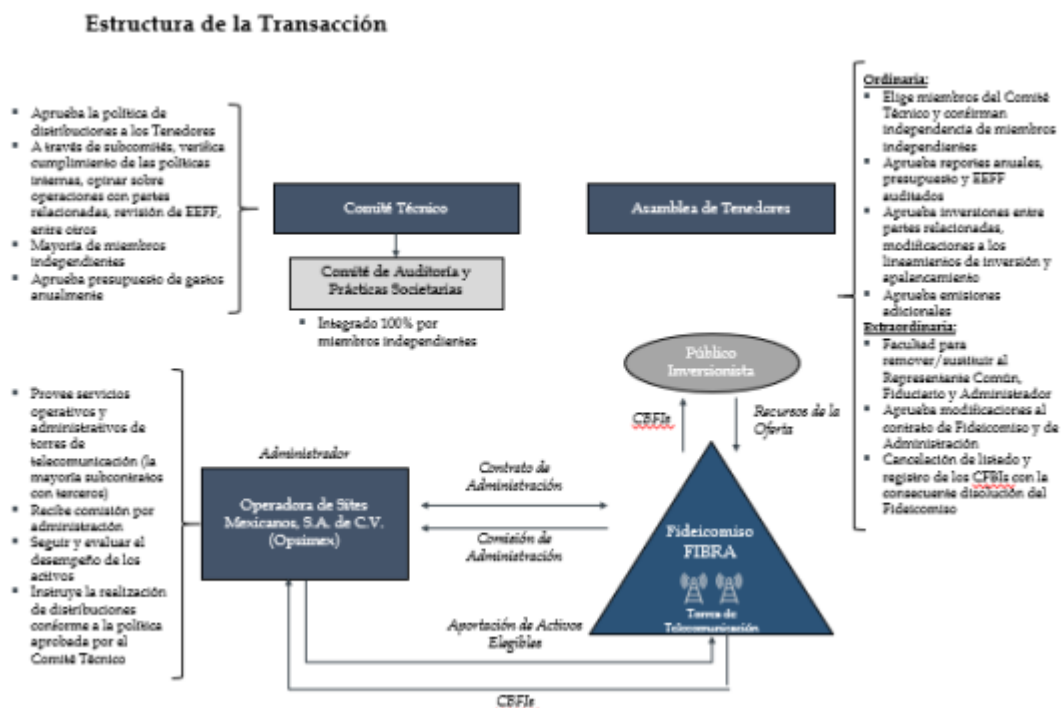 Estructura de la Transacción
Aprueba la política de
distribuciones a los Tenedores
A través de subcomités, verifica
cumplimiento de las políticas
internas, opinar sobre
operaciones con partes
relacionadas, revisión de EEFF,
entre otros
Mayoría de miembros
independientes
Aprueba presupuesto de gastos
anualmente
Comité Técnico
Comité de Auditoría y
Prácticas Societarias
Integrado 100% por
miembros independientes
Asamblea de Tenedores
Ordinaria:
Elige miembros del Comité
Técnico y confirman
independencia de miembros
independientes
Aprueba reportes anuales,
presupuesto y EEFF
auditados
Aprueba inversiones entre
partes relacionadas,
modificaciones a los
lineamientos de inversión y
apalancamiento
Aprueba emisiones
adicionales
Extraordinaria:
Facultad para
remover/sustituir al
Representante Común,
Fiduciario y Administrador
Aprueba modificaciones al
contrato de Fideicomiso y de
Administración
Cancelación de listado y
registro de los CFBIs con la
consecuente disolución del
Fideicomiso
Público
Inversionista
CBFIs
Recursos de la
Oferta
Provee servicios
operativos y
administrativos de
torres de
telecomunicación (la
mayoría subcontratos
con terceros)
Recibe comisión por
administración
Seguir y evaluar el
desempeño de los
activos
Instruye la realización
de distribuciones
conforme a la política
aprobada por el
Comité Técnico
Administrador
Operadora de Sites
Mexicanos, S.A. de C.V.
(Opsimex)
Contrato de
Administración
Comisión de
Administración
Fideicomiso
FIBRA
Torres de
Telecomunicación
Aportación de Activos
Elegibles
CBFIs